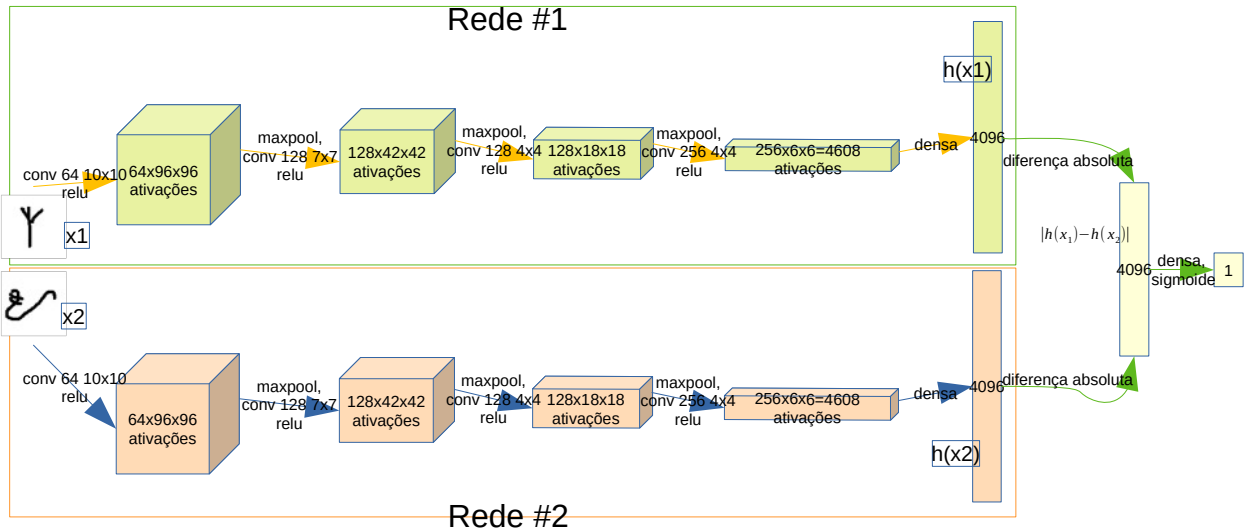 Rede #1
conv 64 10x10
relu
64x96x96
ativações
maxpool,
conv 128 7x7
relu
128x42x42
ativações
maxpool,
conv 128 4x4
relu
128x18x18
ativações
maxpool,
conv 256 4x4
relu
256x6x6=4608
ativações
densa
h(x1)
4096
diferença absoluta
x1
|h(x₁)−h(x₂)|
4096
densa,
sigmoide
1
x2
conv 64 10x10
relu
64x96x96
ativações
maxpool,
conv 128 7x7
relu
128x42x42
ativações
maxpool,
conv 128 4x4
relu
128x18x18
ativações
maxpool,
conv 256 4x4
relu
256x6x6=4608
ativações
densa
4096
h(x2)
diferença absoluta
Rede #2